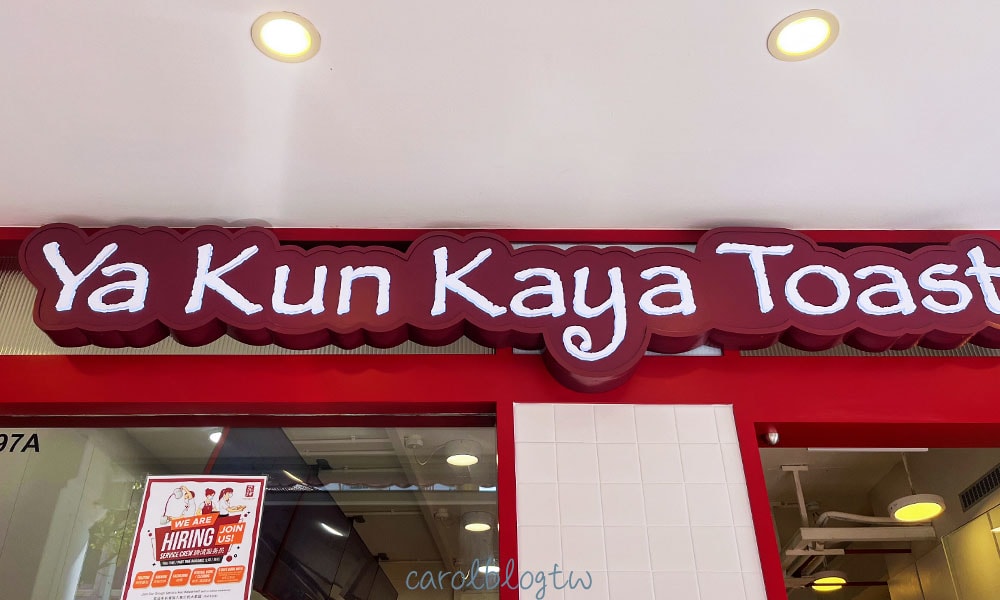 Ya Kun Kaya Toast
97A
WE ARE
HIRING
JOIN
US!
SERVICE CREW
carolblogtw